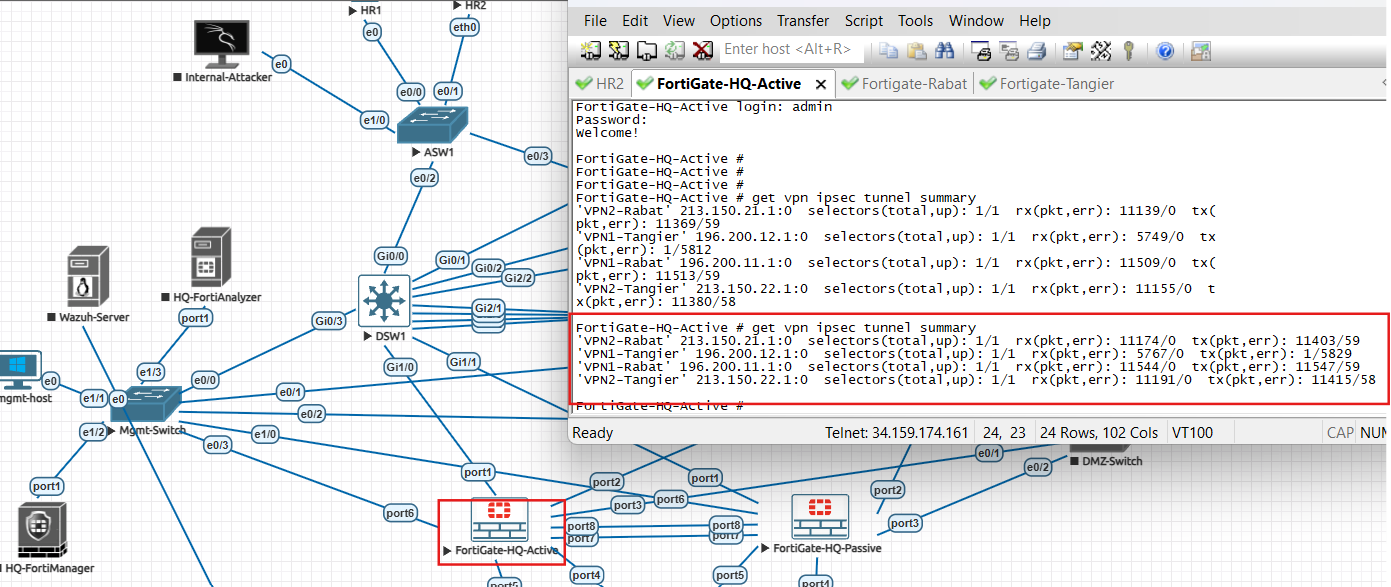 HR1
HR2
e0
eth0
Internal-Attacker
e0
e0/0
e0/1
e1/0
ASW1
e0/3
e0/2
Wazuh-Server
HQ-FortiAnalyzer
port1
Gi0/0
Gi0/1
Gi0/2
Gi2/2
Gi2/1
Gi0/3
DSW1
Gi1/0
Gi1/1
e1/3
e0/0
e0
mgmt-host
e1/1
e0
e0/1
e0/2
e1/2
Mgmt-Switch
e0/3
e1/0
port1
HQ-FortiManager
port6
port1
FortiGate-HQ-Active
port2
port3
port6
port1
port8
port7
port8
port7
port4
port5
port5
port1
FortiGate-HQ-Passive
port2
port3
e0/1
e0/2
DMZ-Switch
File Edit View Options Transfer Script Tools Window Help
Enter host <Alt+R>
HR2
FortiGate-HQ-Active
Fortigate-Rabat
Fortigate-Tangier
FortiGate-HQ-Active login: admin
Password:
Welcome!
FortiGate-HQ-Active #
FortiGate-HQ-Active #
FortiGate-HQ-Active #
FortiGate-HQ-Active # get vpn ipsec tunnel summary
'VPN2-Rabat' 213.150.21.1:0 selectors(total,up): 1/1 rx(pkt,err): 11139/0 tx(
pkt,err): 11369/59
'VPN1-Tangier' 196.200.12.1:0 selectors(total,up): 1/1 rx(pkt,err): 5749/0 tx
(pkt,err): 1/5812
'VPN1-Rabat' 196.200.11.1:0 selectors(total,up): 1/1 rx(pkt,err): 11509/0 tx(
pkt,err): 11513/59
'VPN2-Tangier' 213.150.22.1:0 selectors(total,up): 1/1 rx(pkt,err): 11155/0 t
x(pkt,err): 11380/58
FortiGate-HQ-Active # get vpn ipsec tunnel summary
'VPN2-Rabat' 213.150.21.1:0 selectors(total,up): 1/1 rx(pkt,err): 11174/0 tx(pkt,err): 11403/59
'VPN1-Tangier' 196.200.12.1:0 selectors(total,up): 1/1 rx(pkt,err): 5767/0 tx(pkt,err): 1/5829
'VPN1-Rabat' 196.200.11.1:0 selectors(total,up): 1/1 rx(pkt,err): 11544/0 tx(pkt,err): 11547/59
'VPN2-Tangier' 213.150.22.1:0 selectors(total,up): 1/1 rx(pkt,err): 11191/0 tx(pkt,err): 11415/58
FortiGate-HQ-Active #
Ready
Telnet: 34.159.174.161
24, 23
24 Rows, 102 Cols
VT100
CAP
NUM